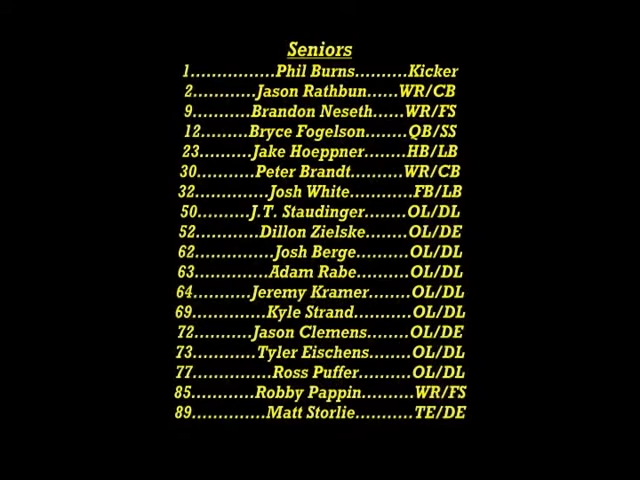 Seniors
1................Phil Burns..........Kicker
2............Jason Rathbun......WR/CB
9...........Brandon Neseth......WR/FS
12.........Bryce Fogelson........QB/SS
23..........Jake Hoeppner........HB/LB
30...........Peter Brandt..........WR/CB
32..............Josh White............FB/LB
50..........J.T. Staudinger........OL/DL
52............Dillon Zielske........OL/DE
62...............Josh Berge..........OL/DL
63..............Adam Rabe..........OL/DL
64...........Jeremy Kramer........OL/DL
69..............Kyle Strand...........OL/DL
72...........Jason Clemens........OL/DE
73............Tyler Eischens........OL/DL
77...............Ross Puffer..........OL/DL
85............Robby Pappin..........WR/FS
89..............Matt Storlie...........TE/DE